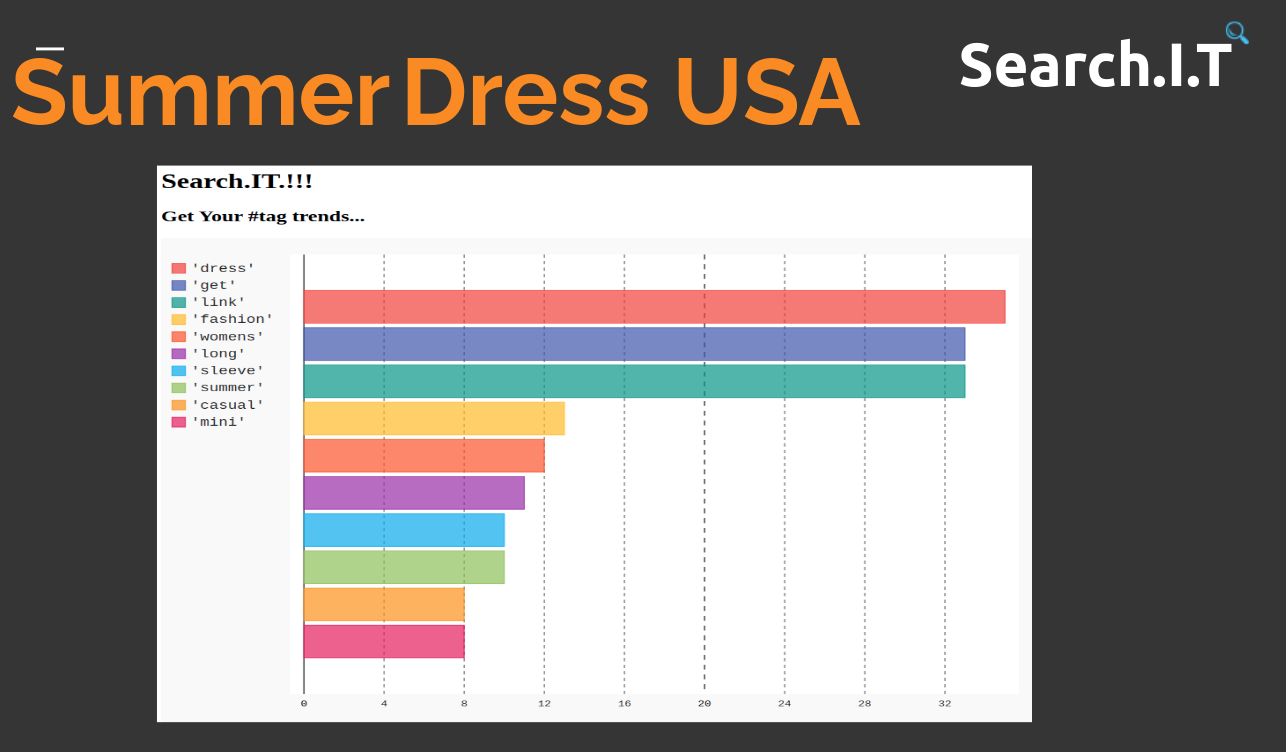 Summer Dress USA
Search.I.T
Search.IT.!!!
Get Your #tag trends...
'dress'
'get'
'link'
'fashion'
'womens'
'long'
'sleeve'
'summer'
'casual'
'mini'
0 4 8 12 16 20 24 28 32